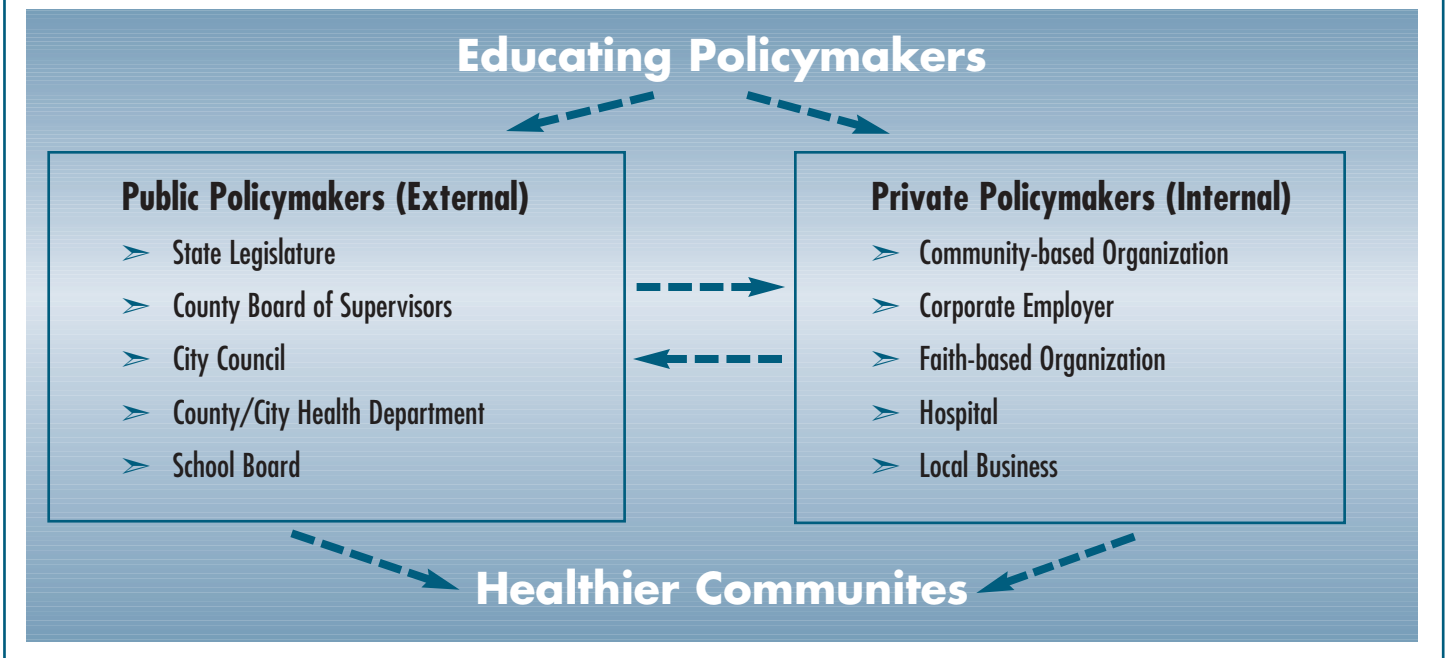 Educating Policymakers
Public Policymakers (External)
➢ State Legislature
➢ County Board of Supervisors
➢ City Council
➢ County/City Health Department
➢ School Board
Private Policymakers (Internal)
➢ Community-based Organization
➢ Corporate Employer
➢ Faith-based Organization
➢ Hospital
➢ Local Business
Healthier Communites